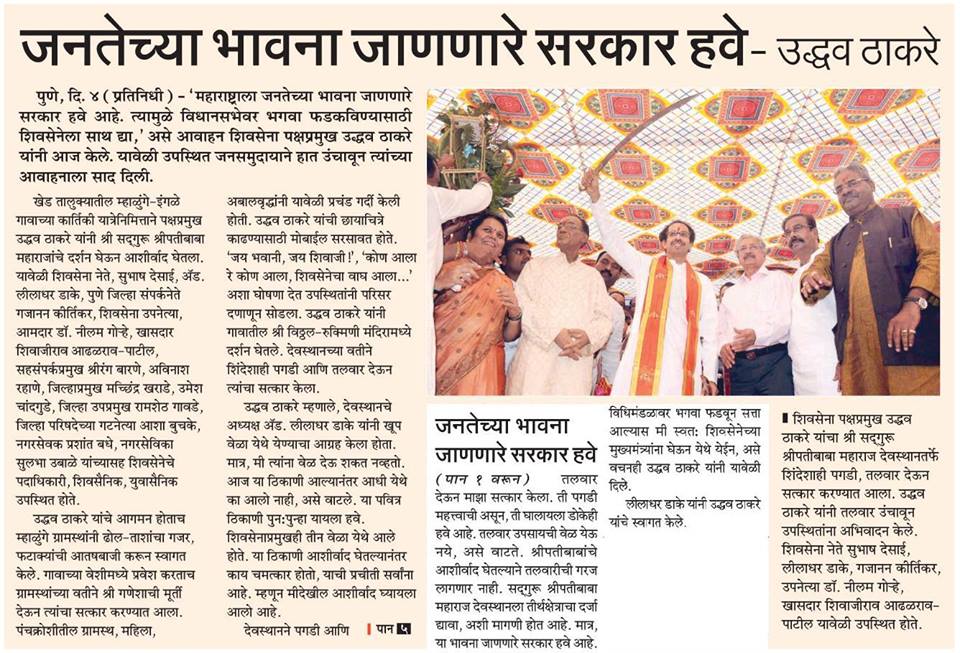 जनतेच्या भावना जाणणारे सरकार हवे- उद्धव ठाकरे
पुणे, दि. ४ ( प्रतिनिधी ) - ‘महाराष्ट्राला जनतेच्या भावना जाणणारे
सरकार हवे आहे. त्यामुळे विधानसभेवर भगवा फडकविण्यासाठी
शिवसेनेला साथ द्या,’ असे आवाहन शिवसेना पक्षप्रमुख उद्धव ठाकरे
यांनी आज केले. यावेळी उपस्थित जनसमुदायाने हात उंचावून त्यांच्या
आवाहनाला साद दिली.
खेड तालुक्यातील म्हाळुंगे-इंगळे
गावाच्या कार्तिकी यात्रेनिमित्ताने पक्षप्रमुख
उद्धव ठाकरे यांनी श्री सद्‌गुरू श्रीपतीबाबा
महाराजांचे दर्शन घेऊन आशीर्वाद घेतला.
यावेळी शिवसेना नेते, सुभाष देसाई, अॅड.
लीलाधर डाके, पुणे जिल्हा संपर्कनेते
गजानन कीर्तिकर, शिवसेना उपनेत्या,
आमदार डॉ. नीलम गोऱ्हे, खासदार
शिवाजीराव आढळराव-पाटील,
सहसंपर्कप्रमुख श्रीरंग बारणे, अविनाश
रहाणे, जिल्हाप्रमुख मच्छिंद्र खराडे, उमेश
चांदगुडे, जिल्हा उपप्रमुख रामशेठ गावडे,
जिल्हा परिषदेच्या गटनेत्या आशा बुचके,
नगरसेवक प्रशांत बधे, नगरसेविका
सुलभा उबाळे यांच्यासह शिवसेनेचे
पदाधिकारी, शिवसैनिक, युवासैनिक
उपस्थित होते.
उद्धव ठाकरे यांचे आगमन होताच
म्हाळुंगे ग्रामस्थांनी ढोल-ताशांचा गजर,
फटाक्यांची आतषबाजी करून स्वागत
केले. गावाच्या वेशीमध्ये प्रवेश करताच
ग्रामस्थांच्या वतीने श्री गणेशाची मूर्ती
देऊन त्यांचा सत्कार करण्यात आला.
पंचक्रोशीतील ग्रामस्थ, महिला,
अबालवृद्धांनी यावेळी प्रचंड गर्दी केली
होती. उद्धव ठाकरे यांची छायाचित्रे
काढण्यासाठी मोबाईल सरसावत होते.
‘जय भवानी, जय शिवाजी!’, ‘कोण आला
रे कोण आला, शिवसेनेचा वाघ आला...’
अशा घोषणा देत उपस्थितांनी परिसर
दणाणून सोडला. उद्धव ठाकरे यांनी
गावातील श्री विठ्ठल-रुक्मिणी मंदिरामध्ये
दर्शन घेतले. देवस्थानच्या वतीने
शिंदेशाही पगडी आणि तलवार देऊन
त्यांचा सत्कार केला.
उद्धव ठाकरे म्हणाले, देवस्थानचे
अध्यक्ष अॅड. लीलाधर डाके यांनी खूप
वेळा येथे येण्याचा आग्रह केला होता.
मात्र, मी त्यांना वेळ देऊ शकत नव्हतो.
आज या ठिकाणी आल्यानंतर आधी येथे
का आलो नाही, असे वाटले. या पवित्र
ठिकाणी पुन:पुन्हा यायला हवे.
शिवसेनाप्रमुखही तीन वेळा येथे आले
होते. या ठिकाणी आशीर्वाद घेतल्यानंतर
काय चमत्कार होतो, याची प्रचीती सर्वांना
आहे. म्हणून मीदेखील आशीर्वाद घ्यायला
आलो आहे.
देवस्थानने पगडी आणि | पान ५
जनतेच्या भावना
जाणणारे सरकार हवे
(पान १ वरून) तलवार
देऊन माझा सत्कार केला. ती पगडी
महत्त्वाची असून, ती घालायला डोकेही
हवे आहे. तलवार उपसायची वेळ येऊ
नये, असे वाटते. श्रीपतीबाबांचे
आशीर्वाद घेतल्याने तलवारीची गरज
लागणार नाही. सद्‌गुरू श्रीपतीबाबा
महाराज देवस्थानला तीर्थक्षेत्राचा दर्जा
द्यावा, अशी मागणी होत आहे. मात्र,
या भावना जाणणारे सरकार हवे आहे.
विधिमंडळावर भगवा फडवून सत्ता
आल्यास मी स्वत: शिवसेनेच्या
मुख्यमंत्र्यांना घेऊन येथे येईन, असे
वचनही उद्धव ठाकरे यांनी यावेळी
दिले.
लीलाधर डाके यांनी उद्धव ठाकरे
यांचे स्वागत केले.
शिवसेना पक्षप्रमुख उद्धव
ठाकरे यांचा श्री सद्‌गुरू
श्रीपतीबाबा महाराज देवस्थानतर्फे
शिंदेशाही पगडी, तलवार देऊन
सत्कार करण्यात आला. उद्धव
ठाकरे यांनी तलवार उंचावून
उपस्थितांना अभिवादन केले.
शिवसेना नेते सुभाष देसाई,
लीलाधर डाके, गजानन कीर्तिकर,
उपनेत्या डॉ. नीलम गोऱ्हे,
खासदार शिवाजीराव आढळराव-
पाटील यावेळी उपस्थित होते.